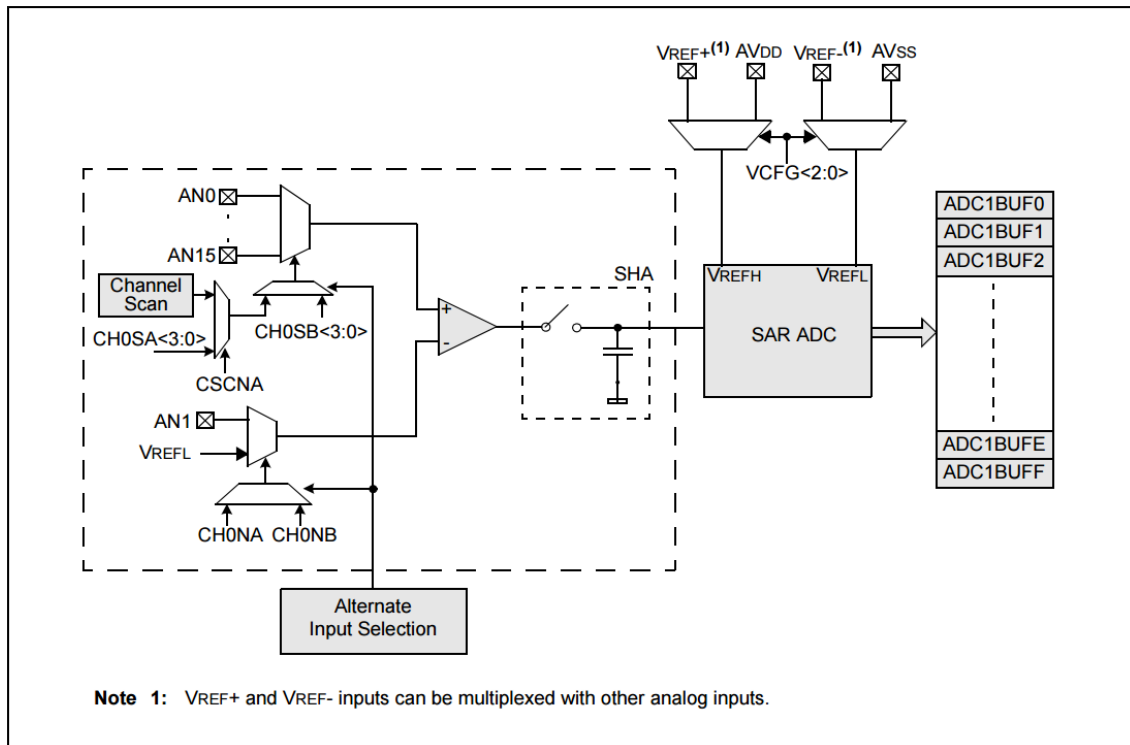 VREF+(1) AVDD VREF-(1) AVSS
VCFG<2:0>
AN0
AN15
Channel
Scan
CH0SA<3:0>
CH0SB<3:0>
CSCNA
AN1
VREFL
CH0NA CH0NB
+
-
SHA
VREFH VREFL
SAR ADC
ADC1BUF0
ADC1BUF1
ADC1BUF2
ADC1BUFE
ADC1BUFF
Alternate
Input Selection
Note 1: VREF+ and VREF- inputs can be multiplexed with other analog inputs.